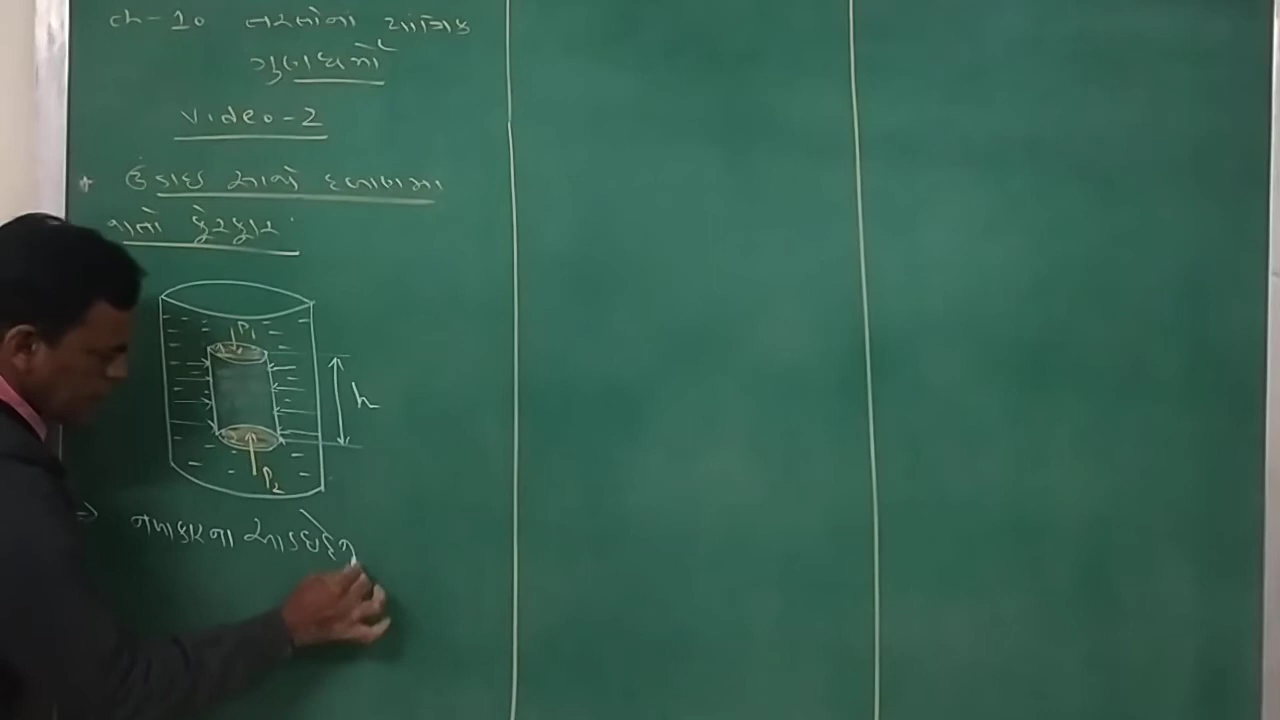 ch-10 તરલોના યાંત્રિક
ગુણધર્મો
Video-2
* ઉંડાઇ સાથે દબાણમાં
થતો ફેરફાર
P₁
h
P₂
⇒ નળાકારના આડછેદનું